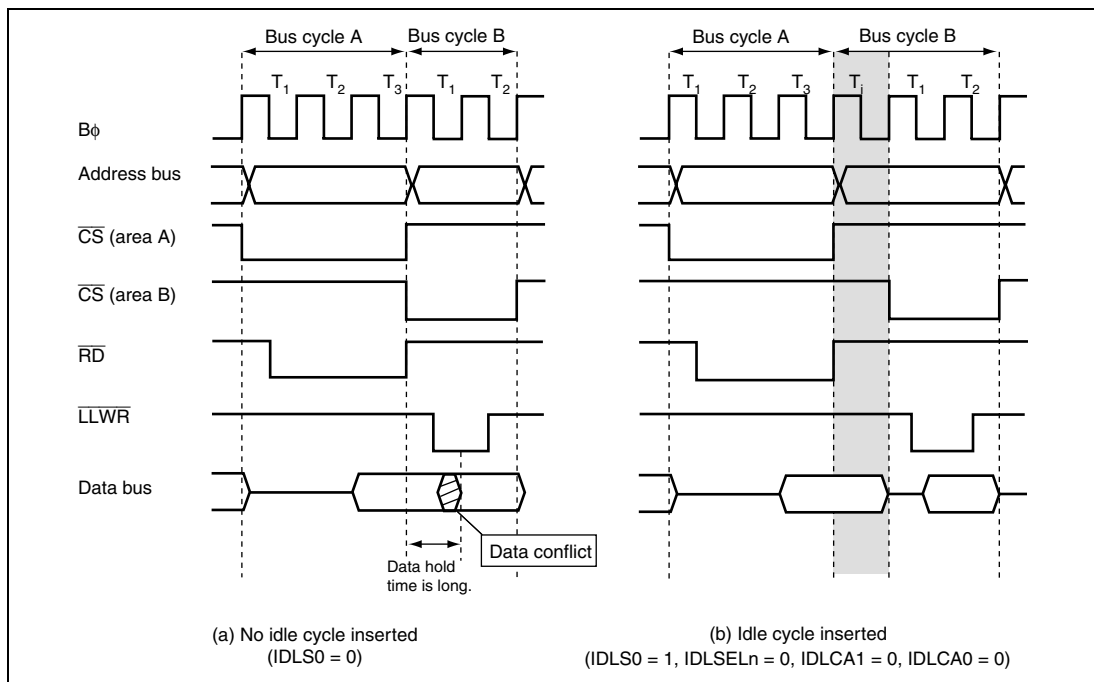 Bus cycle A Bus cycle B
T1 T2 T3 T1 T2
Bφ
Address bus
CS (area A)
CS (area B)
RD
LLWR
Data bus
Data conflict
Data hold
time is long.
(a) No idle cycle inserted
(IDLS0 = 0)
Bus cycle A Bus cycle B
T1 T2 T3 Ti T1 T2
(b) Idle cycle inserted
(IDLS0 = 1, IDLSELn = 0, IDLCA1 = 0, IDLCA0 = 0)